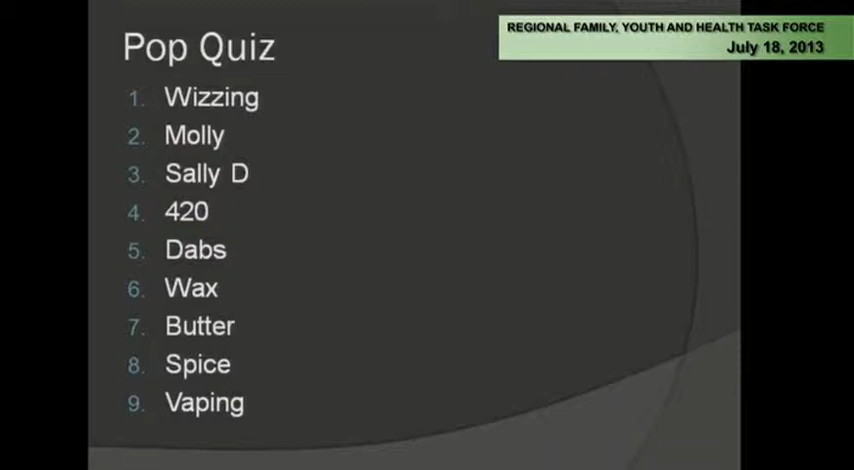 REGIONAL FAMILY, YOUTH AND HEALTH TASK FORCE
July 18, 2013
Pop Quiz
1. Wizzing
2. Molly
3. Sally D
4. 420
5. Dabs
6. Wax
7. Butter
8. Spice
9. Vaping